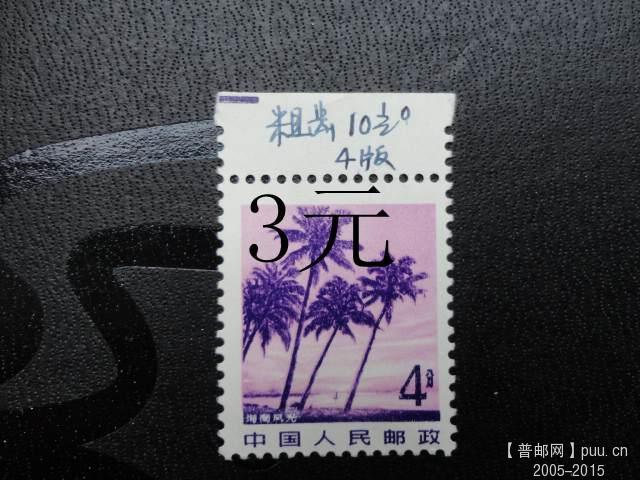 粗齿 10½°
4版
3元
4分
海南风光
中国人民邮政
【普邮网】puu.cn
2005-2015